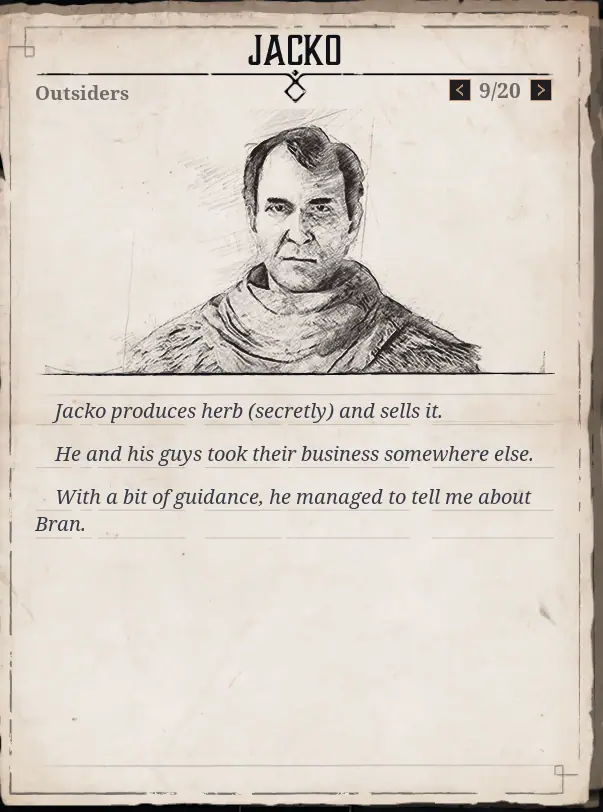 JACKO
Outsiders
9/20
Jacko produces herb (secretly) and sells it.
He and his guys took their business somewhere else.
With a bit of guidance, he managed to tell me about
Bran.